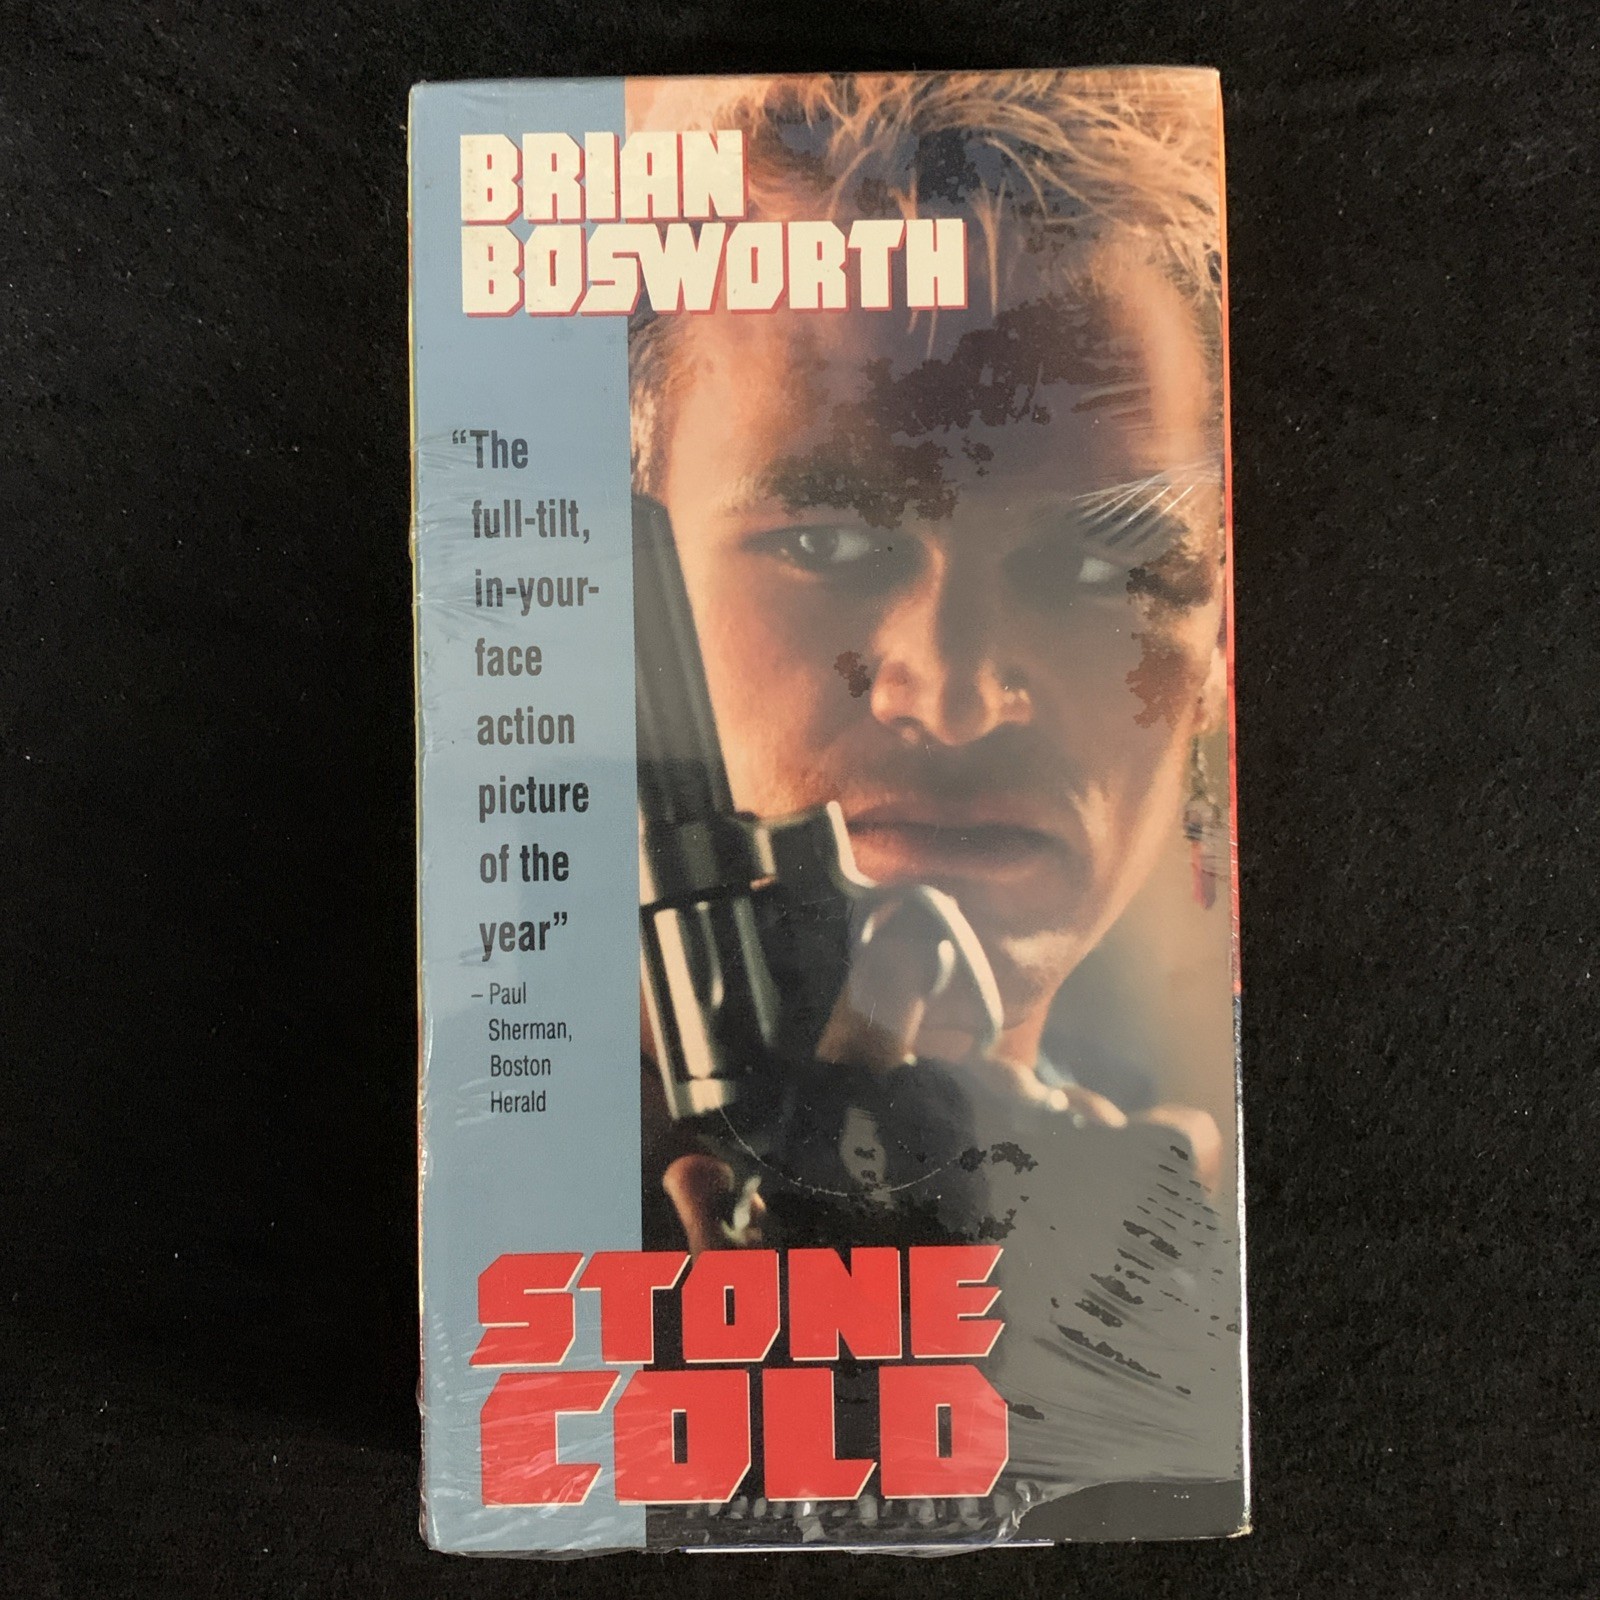 BRIAN
BOSWORTH
“The
full-tilt,
in-your-
face
action
picture
of the
year”
– Paul
Sherman,
Boston
Herald
STONE
COLD